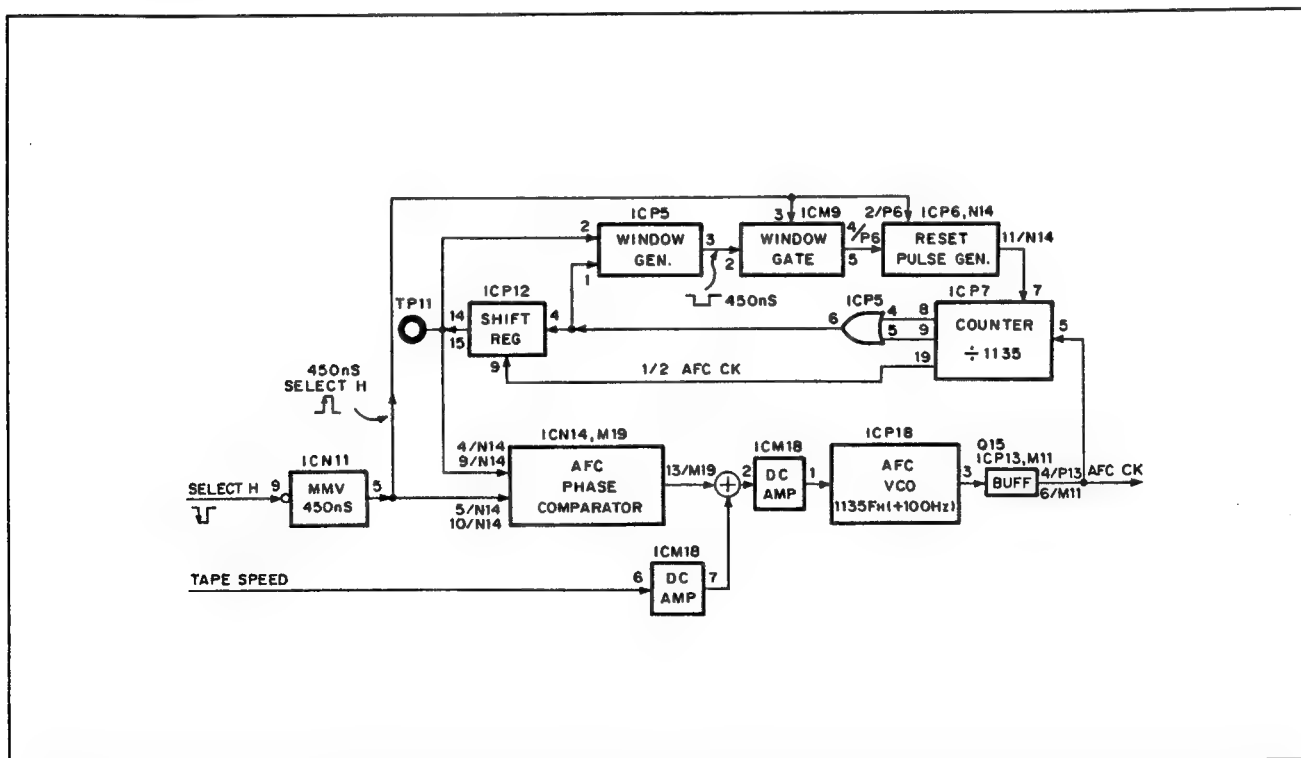 ICP5
ICM9
ICP6, N14
2
WINDOW
GEN.
1
3
2
450nS
3
WINDOW
GATE
4/P6
5
2/P6
RESET
PULSE GEN.
11/N14
ICP12
TP11
14
15
SHIFT
REG
4
9
ICP5
6
4
5
ICP7
7
8
9
19
COUNTER
÷1135
5
1/2 AFC CK
450nS
SELECT H
ICN11
SELECT H
9
MMV
450nS
5
ICN14, M19
4/N14
9/N14
5/N14
10/N14
AFC
PHASE
COMPARATOR
13/M19
+
ICM18
2
DC
AMP
1
ICP18
AFC
VCO
1135FH(+100Hz)
3
Q15
ICP13, M11
BUFF
4/P13
6/M11
AFC CK
TAPE SPEED
ICM18
6
DC
AMP
7